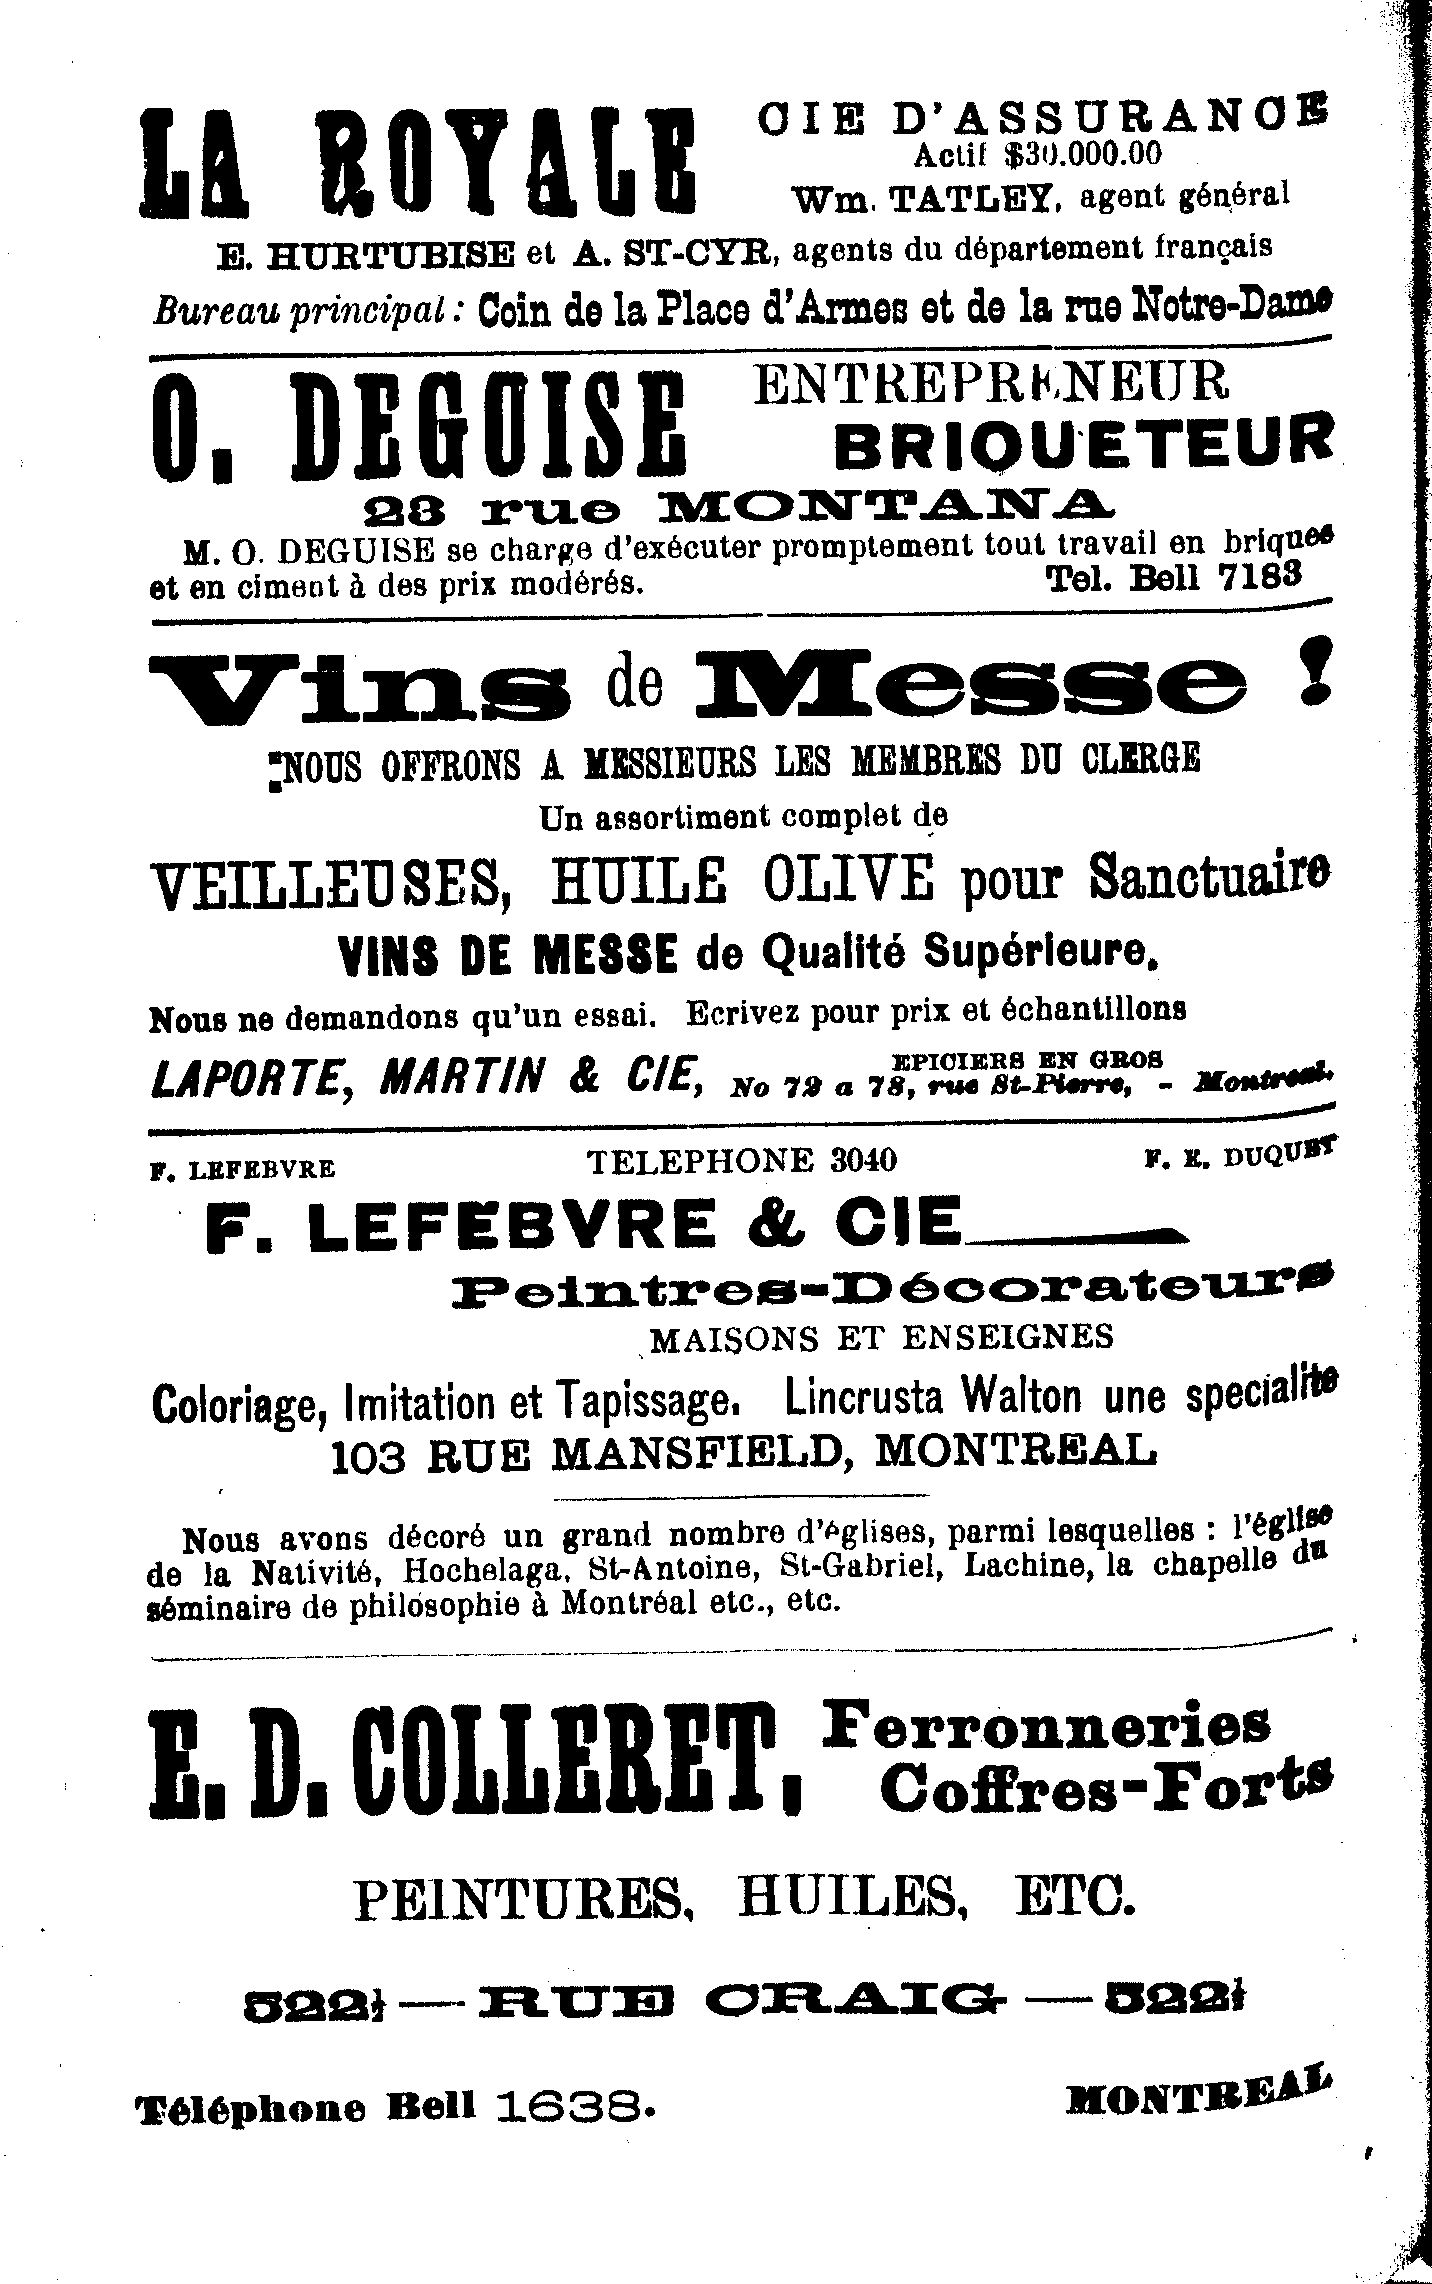 LA ROYALE CIE D'ASSURANCE
Actif $30.000.00
Wm. TATLEY, agent général
E. HURTUBISE et A. ST-CYR, agents du département français
Bureau principal : Coin de la Place d'Armes et de la rue Notre-Dame
O. DEGUISE ENTREPRENEUR
BRIQUETEUR
23 rue MONTANA
M. O. DEGUISE se charge d'exécuter promptement tout travail en briques
et en ciment à des prix modérés. Tel. Bell 7183
Vins de Messe !
NOUS OFFRONS A MESSIEURS LES MEMBRES DU CLERGE
Un assortiment complet de
VEILLEUSES, HUILE OLIVE pour Sanctuaire
VINS DE MESSE de Qualité Supérieure.
Nous ne demandons qu'un essai. Ecrivez pour prix et échantillons
LAPORTE, MARTIN & CIE, EPICIERS EN GROS
No 72 a 78, rue St-Pierre, - Montreal.
F. LEFEBVRE TELEPHONE 3040 F. E. DUQUET
F. LEFEBVRE & CIE
Peintres-Décorateurs
MAISONS ET ENSEIGNES
Coloriage, Imitation et Tapissage. Lincrusta Walton une specialite
103 RUE MANSFIELD, MONTREAL
Nous avons décoré un grand nombre d'églises, parmi lesquelles : l'église
de la Nativité, Hochelaga, St-Antoine, St-Gabriel, Lachine, la chapelle du
séminaire de philosophie à Montréal etc., etc.
E. D. COLLERET, Ferronneries
Coffres-Forts
PEINTURES, HUILES, ETC.
522½ — RUE CRAIG — 522½
Téléphone Bell 1638. MONTREAL